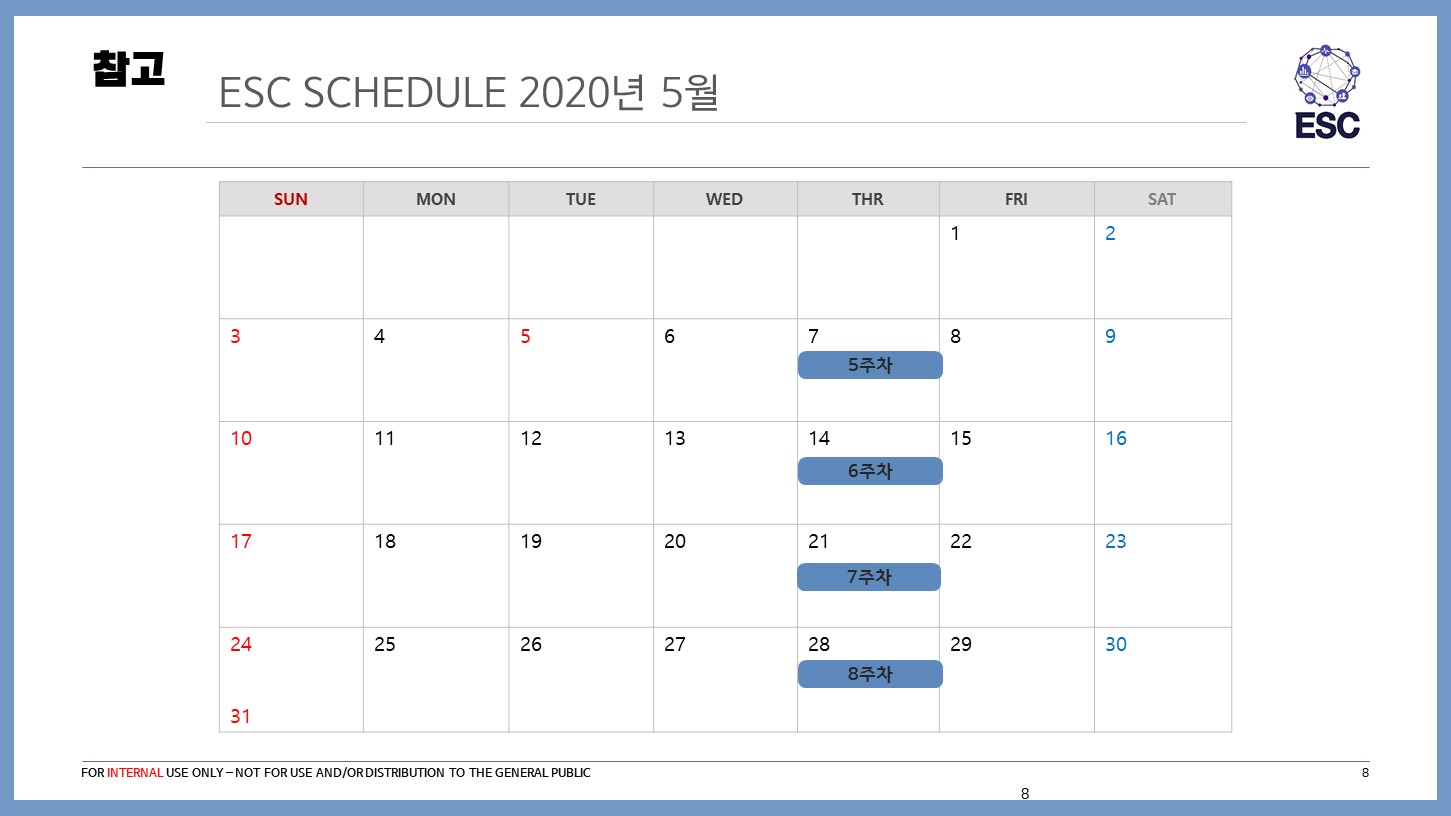 참고
ESC SCHEDULE 2020년 5월
ESC
SUN MON TUE WED THR FRI SAT
1 2
3 4 5 6 7 8 9
5주차
10 11 12 13 14 15 16
6주차
17 18 19 20 21 22 23
7주차
24 25 26 27 28 29 30
8주차
31
FOR INTERNAL USE ONLY – NOT FOR USE AND/OR DISTRIBUTION TO THE GENERAL PUBLIC 8
8